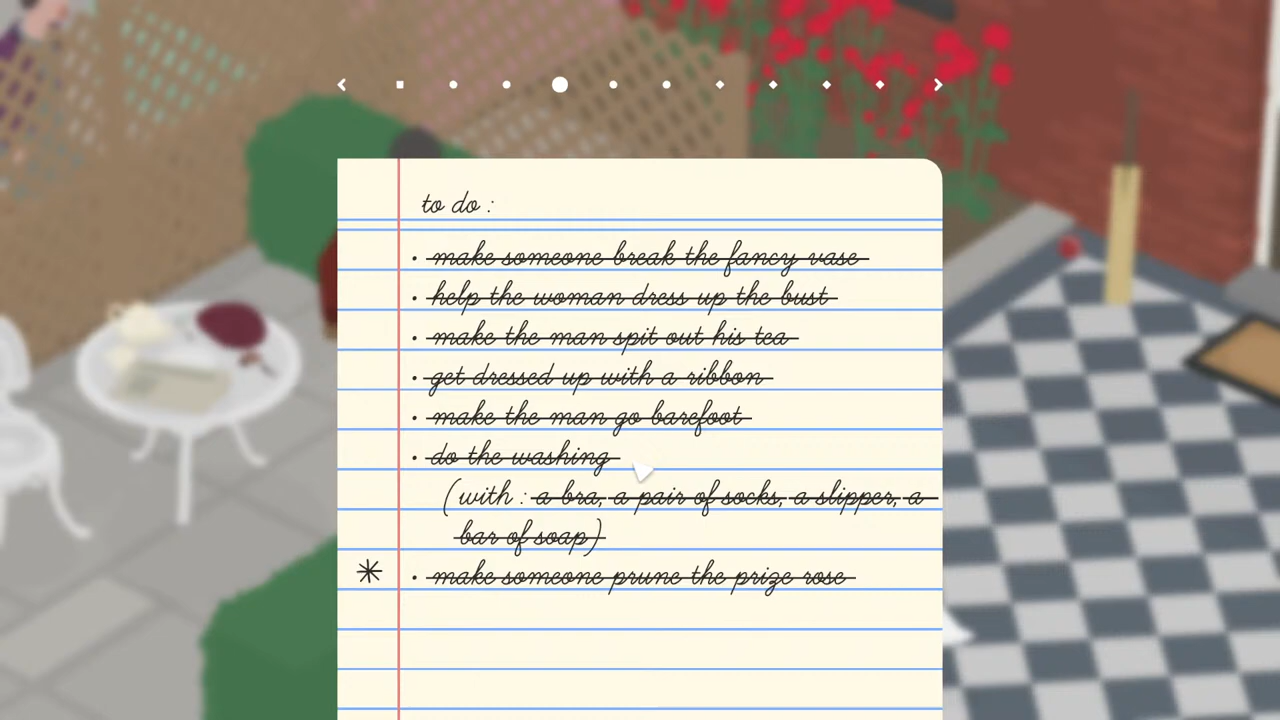 to do :
• make someone break the fancy vase
• help the woman dress up the bust
• make the man spit out his tea
• get dressed up with a ribbon
• make the man go barefoot
• do the washing
(with : a bra, a pair of socks, a slipper, a
bar of soap)
• make someone prune the prize rose